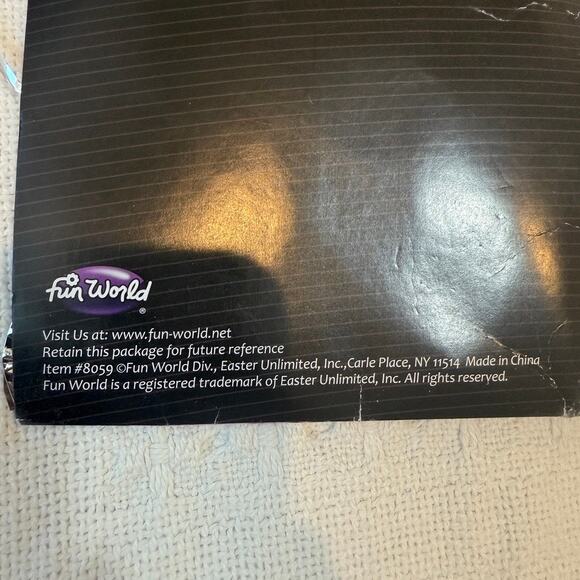 fun World
®
Visit Us at: www.fun-world.net
Retain this package for future reference
Item #8059 ©Fun World Div., Easter Unlimited, Inc.,Carle Place, NY 11514 Made in China
Fun World is a registered trademark of Easter Unlimited, Inc. All rights reserved.